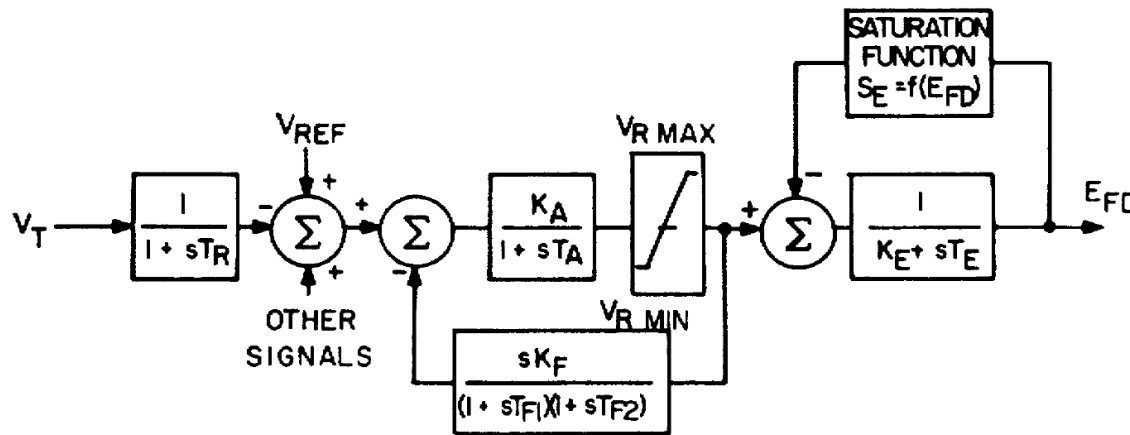 SATURATION
FUNCTION
S_E = f(E_FD)
V_REF
V_R MAX
V_T
1
1 + sT_R
-
+
Σ
+
+
Σ
-
K_A
1 + sT_A
+
-
Σ
1
K_E + sT_E
E_FD
OTHER
SIGNALS
V_R MIN
sK_F
(1 + sT_F1)(1 + sT_F2)